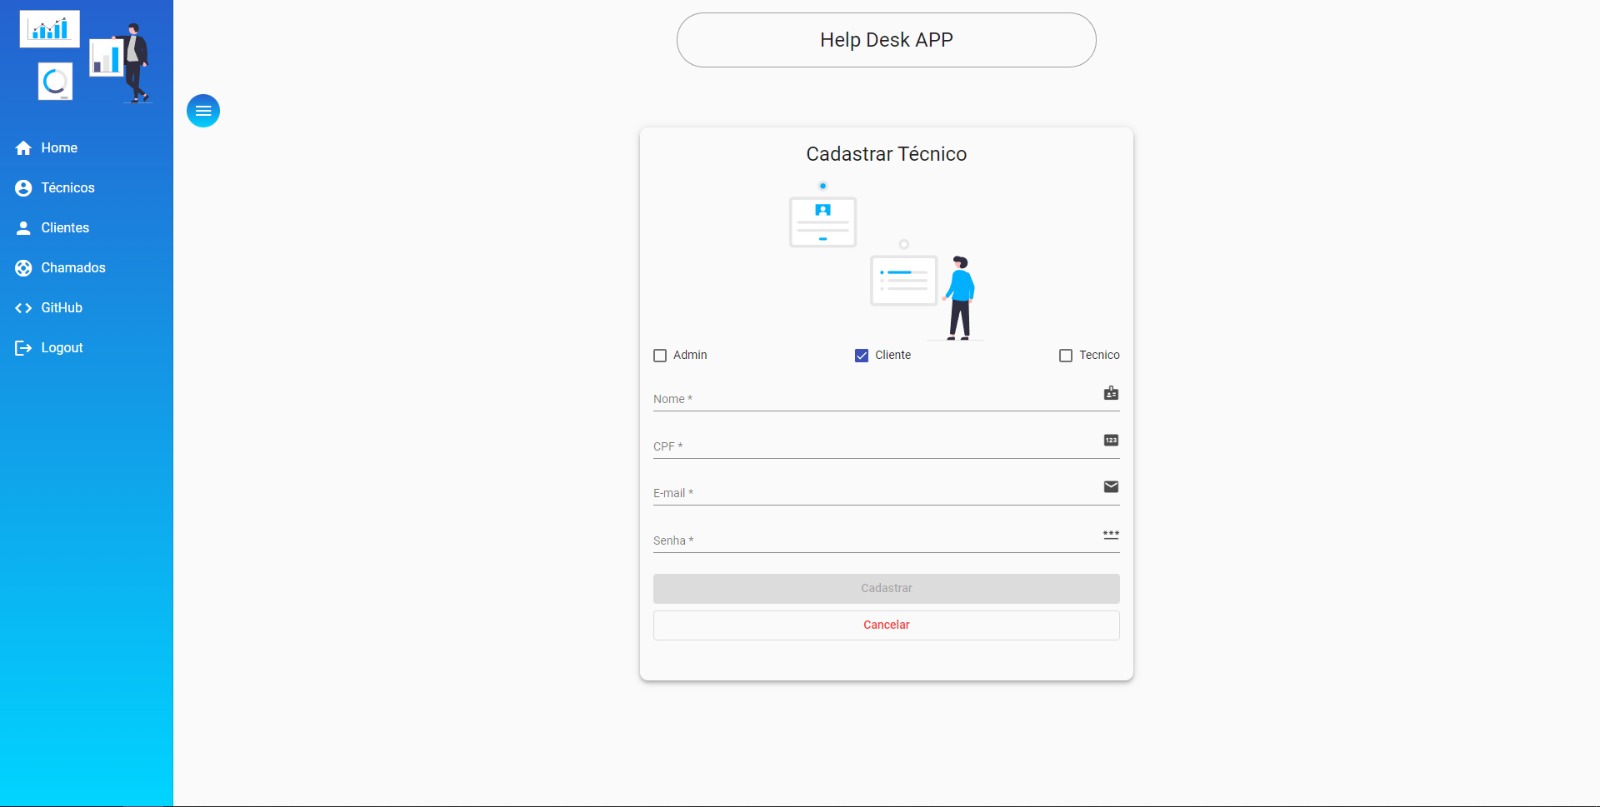 Help Desk APP
Home
Técnicos
Clientes
Chamados
GitHub
Logout
Cadastrar Técnico
Admin
Cliente
Tecnico
Nome *
CPF *
123
E-mail *
Senha *
***
Cadastrar
Cancelar